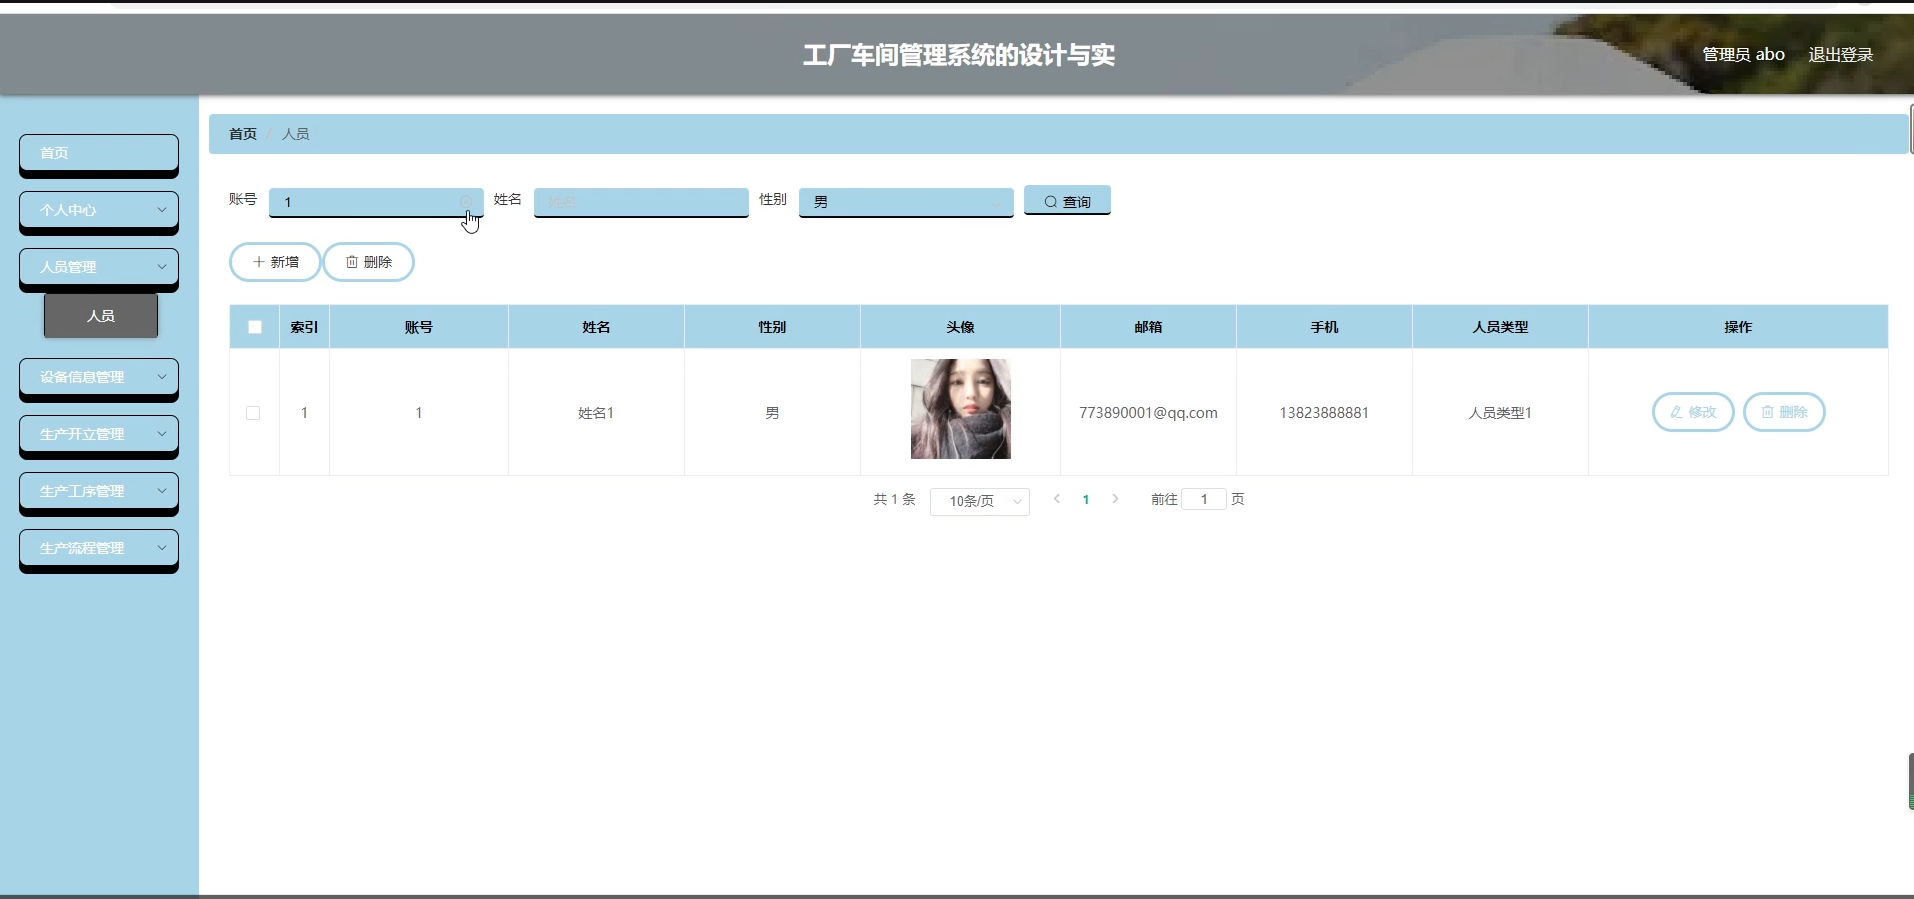 工厂车间管理系统的设计与实
管理员 abo 退出登录
首页
个人中心
人员管理
人员
设备信息管理
生产开立管理
生产工序管理
生产流程管理
首页 / 人员
账号 1 姓名 姓名 性别 男 查询
新增 删除
索引 账号 姓名 性别 头像 邮箱 手机 人员类型 操作
1 1 姓名1 男 773890001@qq.com 13823888881 人员类型1 修改 删除
共 1 条 10条/页 1 前往 1 页